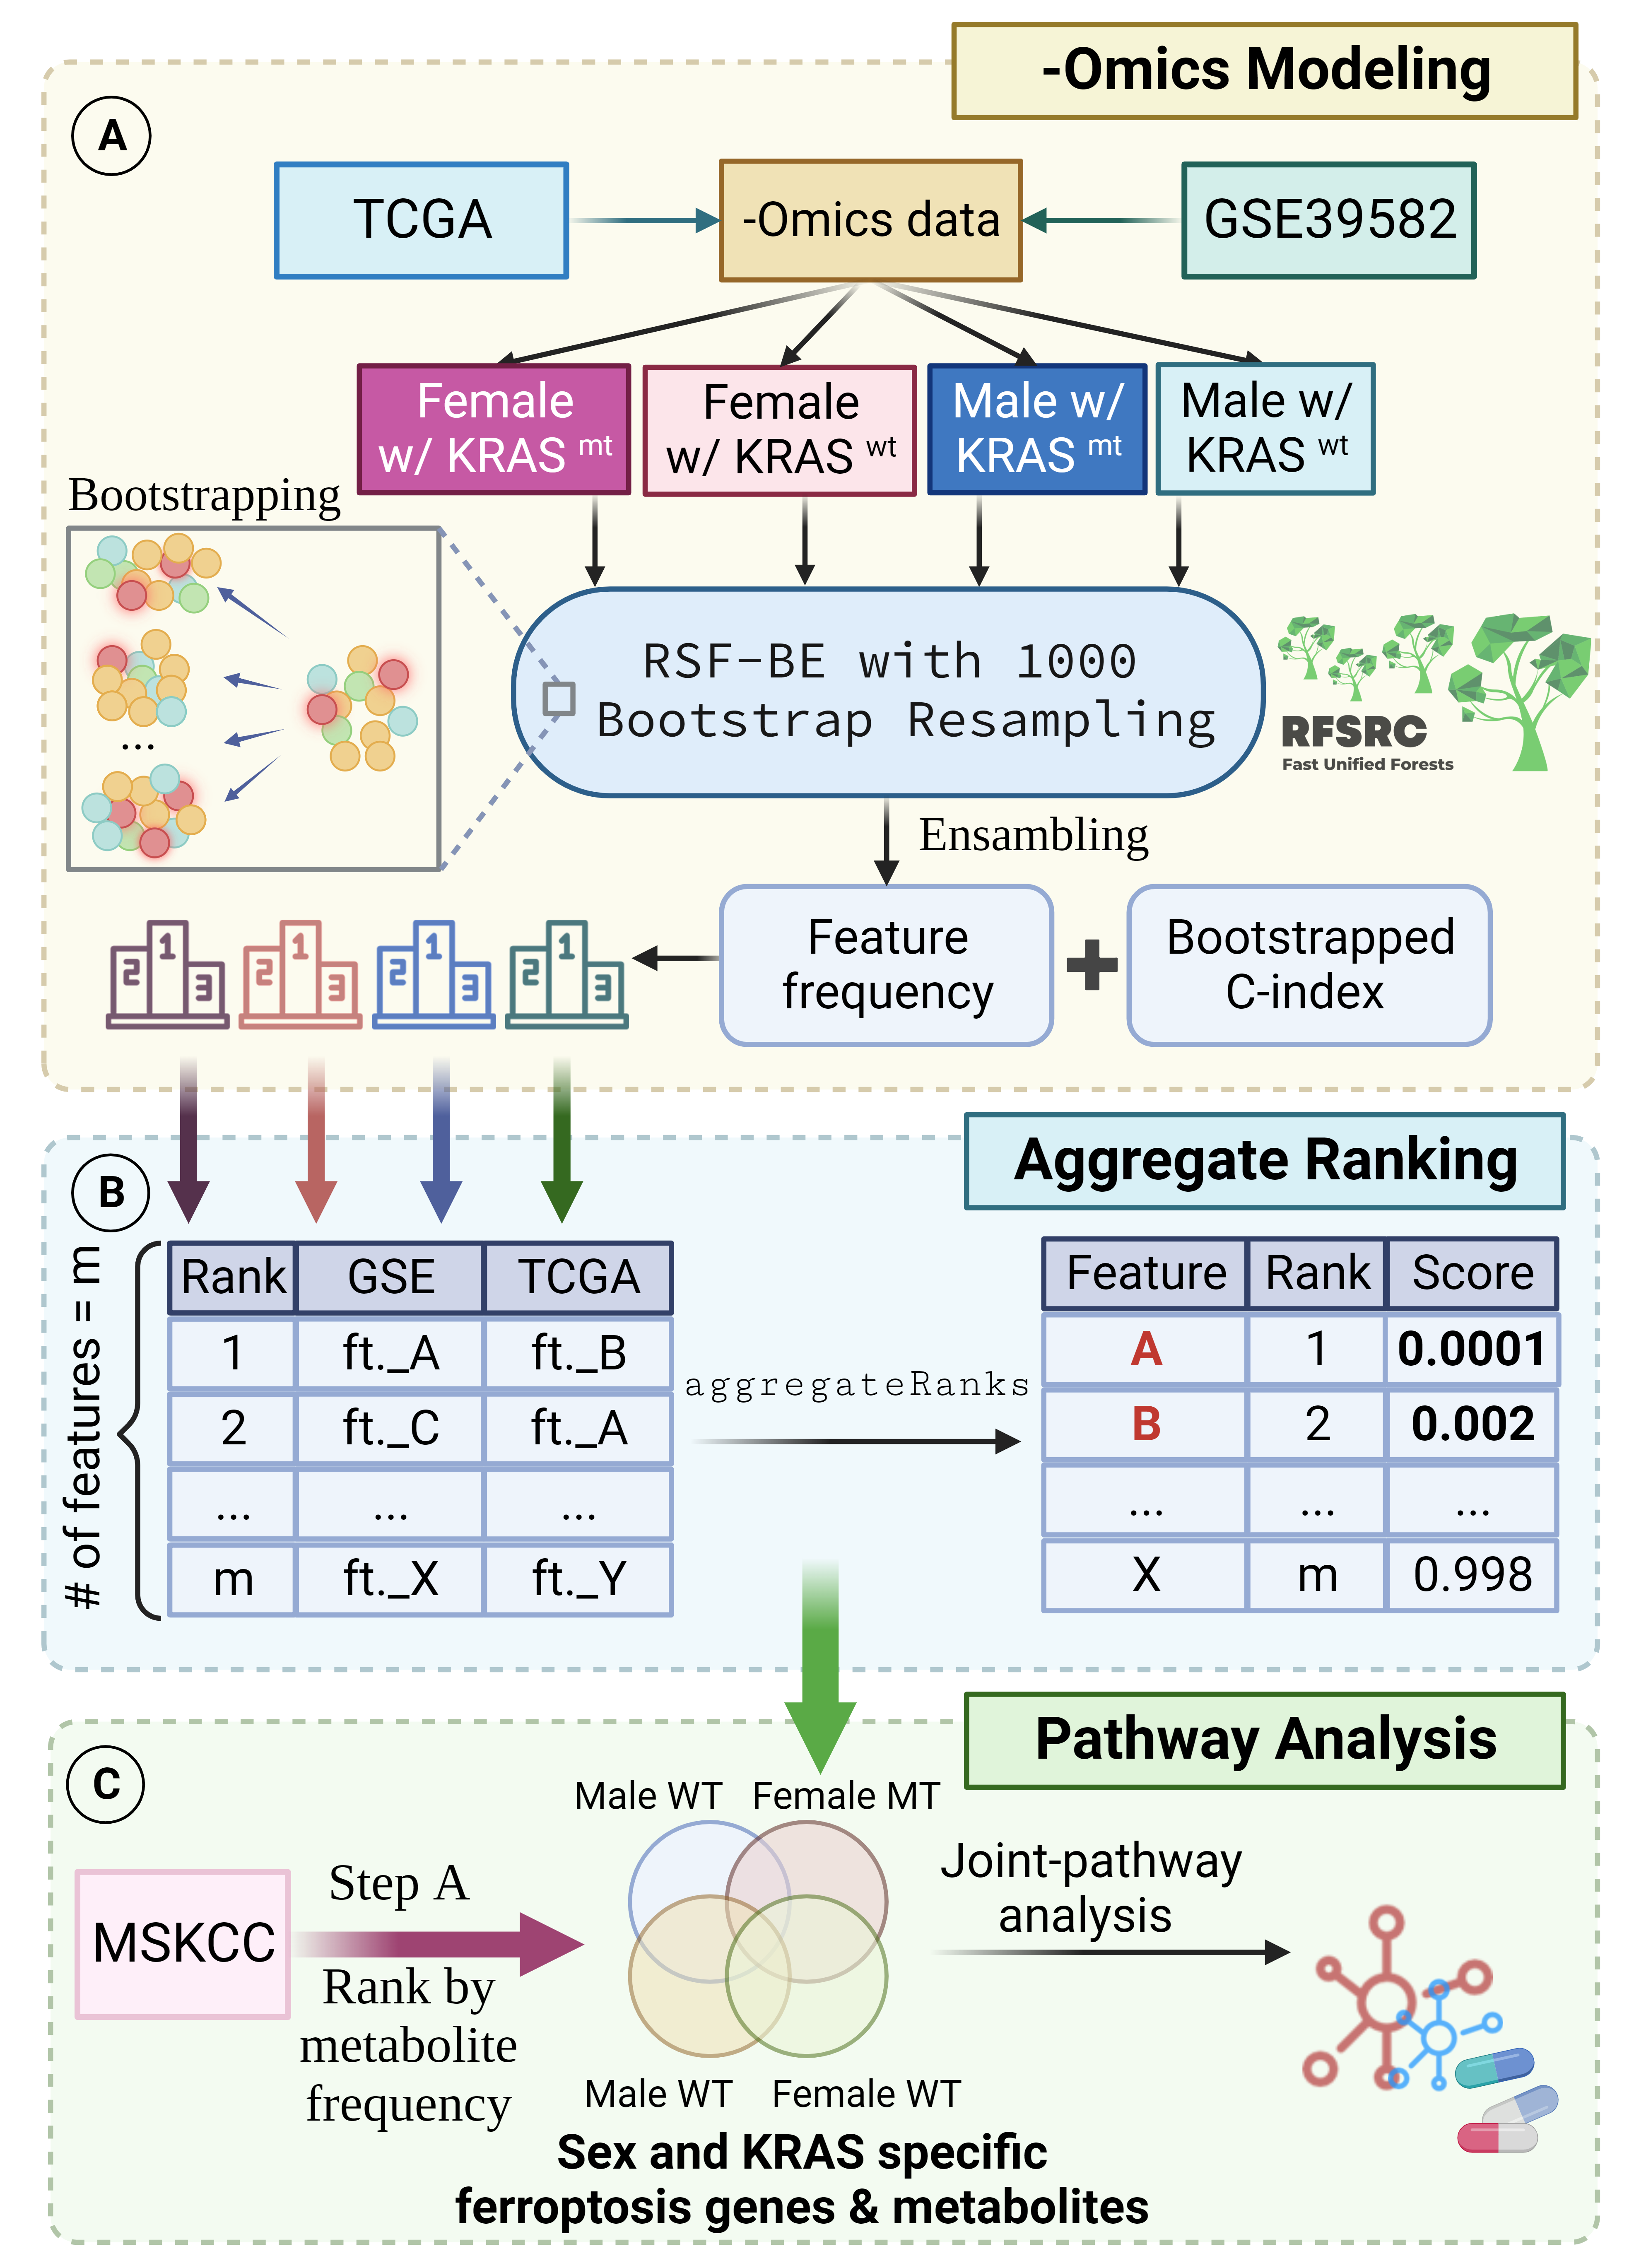 -Omics Modeling
A
TCGA
-Omics data
GSE39582
Female
w/ KRAS mt
Female
w/ KRAS wt
Male w/
KRAS mt
Male w/
KRAS wt
Bootstrapping
...
RSF-BE with 1000
Bootstrap Resampling
RFSRC
Fast Unified Forests
Ensambling
Feature
frequency
Bootstrapped
C-index
2 1 3
2 1 3
2 1 3
2 1 3
Aggregate Ranking
B
# of features = m
Rank GSE TCGA
1 ft._A ft._B
2 ft._C ft._A
... ... ...
m ft._X ft._Y
aggregateRanks
Feature Rank Score
A 1 0.0001
B 2 0.002
... ... ...
X m 0.998
Pathway Analysis
C
MSKCC
Step A
Rank by
metabolite
frequency
Male WT Female MT
Male WT Female WT
Joint-pathway
analysis
Sex and KRAS specific
ferroptosis genes & metabolites